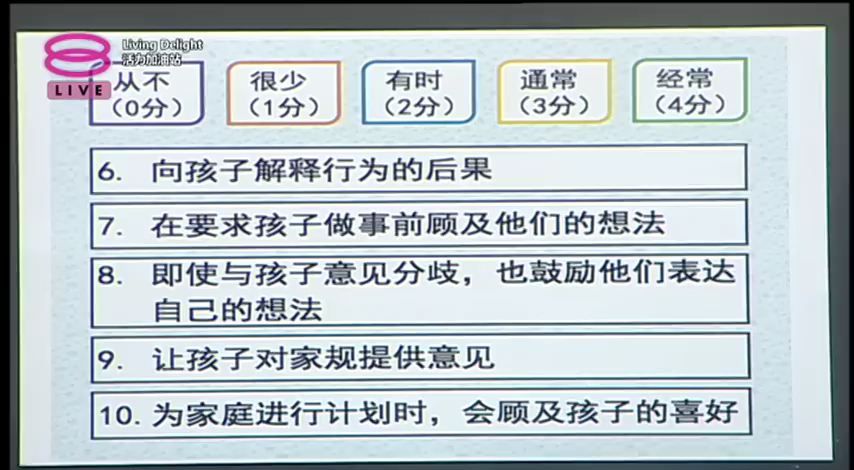 Living Delight
活力加油站
LIVE
从不 很少 有时 通常 经常
(0分) (1分) (2分) (3分) (4分)
6. 向孩子解释行为的后果
7. 在要求孩子做事前顾及他们的想法
8. 即使与孩子意见分歧，也鼓励他们表达
自己的想法
9. 让孩子对家规提供意见
10. 为家庭进行计划时，会顾及孩子的喜好